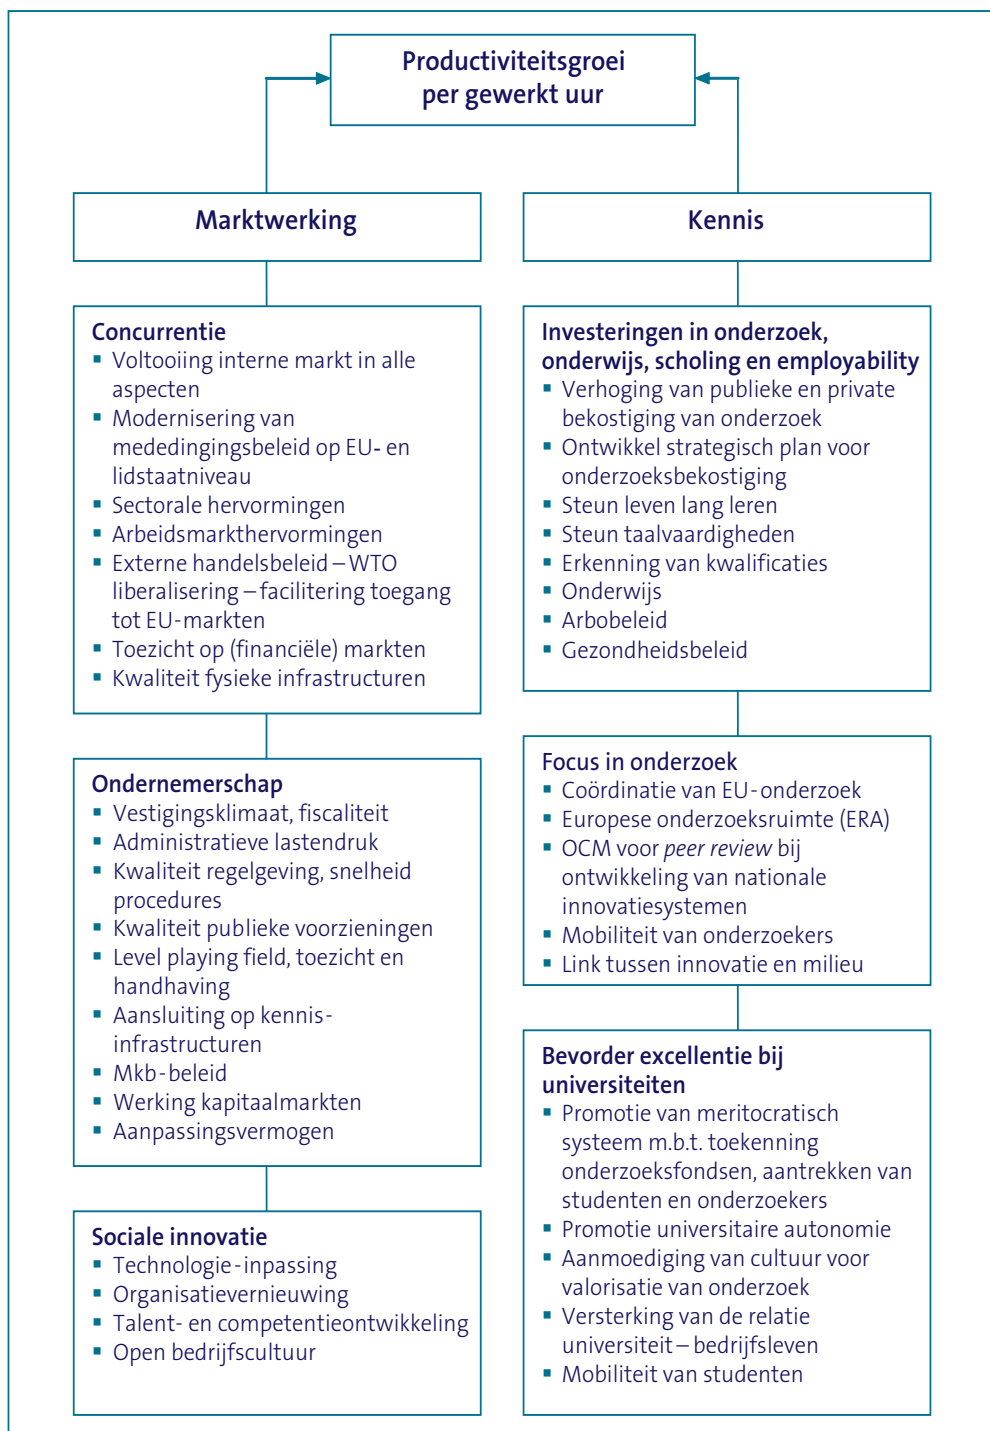 Productiviteitsgroei
per gewerkt uur
Marktwerking
Concurrentie
▪ Voltooiing interne markt in alle
aspecten
▪ Modernisering van
mededingingsbeleid op EU- en
lidstaatniveau
▪ Sectorale hervormingen
▪ Arbeidsmarkthervormingen
▪ Externe handelsbeleid – WTO
liberalisering – facilitering toegang
tot EU-markten
▪ Toezicht op (financiële) markten
▪ Kwaliteit fysieke infrastructuren
Ondernemerschap
▪ Vestigingsklimaat, fiscaliteit
▪ Administratieve lastendruk
▪ Kwaliteit regelgeving, snelheid
procedures
▪ Kwaliteit publieke voorzieningen
▪ Level playing field, toezicht en
handhaving
▪ Aansluiting op kennis-
infrastructuren
▪ Mkb-beleid
▪ Werking kapitaalmarkten
▪ Aanpassingsvermogen
Sociale innovatie
▪ Technologie-inpassing
▪ Organisatievernieuwing
▪ Talent- en competentieontwikkeling
▪ Open bedrijfscultuur
Kennis
Investeringen in onderzoek,
onderwijs, scholing en employability
▪ Verhoging van publieke en private
bekostiging van onderzoek
▪ Ontwikkel strategisch plan voor
onderzoeksbekostiging
▪ Steun leven lang leren
▪ Steun taalvaardigheden
▪ Erkenning van kwalificaties
▪ Onderwijs
▪ Arbobeleid
▪ Gezondheidsbeleid
Focus in onderzoek
▪ Coördinatie van EU-onderzoek
▪ Europese onderzoeksruimte (ERA)
▪ OCM voor peer review bij
ontwikkeling van nationale
innovatiesystemen
▪ Mobiliteit van onderzoekers
▪ Link tussen innovatie en milieu
Bevorder excellentie bij
universiteiten
▪ Promotie van meritocratisch
systeem m.b.t. toekenning
onderzoeksfondsen, aantrekken van
studenten en onderzoekers
▪ Promotie universitaire autonomie
▪ Aanmoediging van cultuur voor
valorisatie van onderzoek
▪ Versterking van de relatie
universiteit – bedrijfsleven
▪ Mobiliteit van studenten